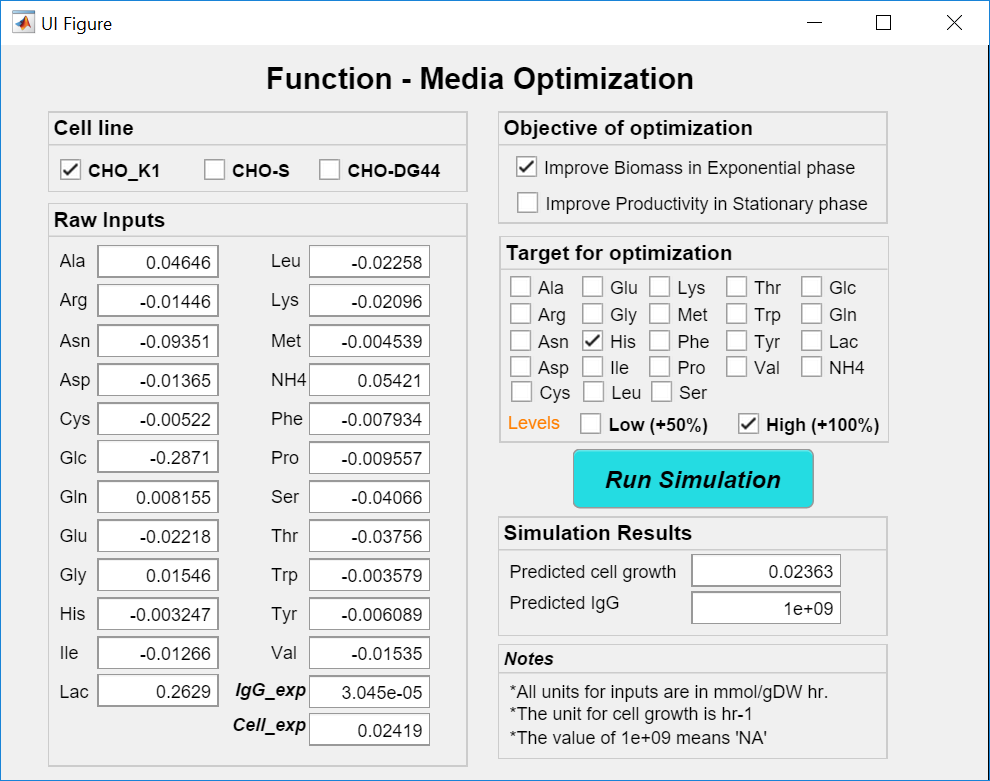 UI Figure
Function - Media Optimization
Cell line
CHO_K1 CHO-S CHO-DG44
Raw Inputs
Ala 0.04646 Leu -0.02258
Arg -0.01446 Lys -0.02096
Asn -0.09351 Met -0.004539
Asp -0.01365 NH4 0.05421
Cys -0.00522 Phe -0.007934
Glc -0.2871 Pro -0.009557
Gln 0.008155 Ser -0.04066
Glu -0.02218 Thr -0.03756
Gly 0.01546 Trp -0.003579
His -0.003247 Tyr -0.006089
Ile -0.01266 Val -0.01535
Lac 0.2629 IgG_exp 3.045e-05
Cell_exp 0.02419
Objective of optimization
Improve Biomass in Exponential phase
Improve Productivity in Stationary phase
Target for optimization
Ala Glu Lys Thr Glc
Arg Gly Met Trp Gln
Asn His Phe Tyr Lac
Asp Ile Pro Val NH4
Cys Leu Ser
Levels Low (+50%) High (+100%)
Run Simulation
Simulation Results
Predicted cell growth 0.02363
Predicted IgG 1e+09
Notes
*All units for inputs are in mmol/gDW hr.
*The unit for cell growth is hr-1
*The value of 1e+09 means 'NA'